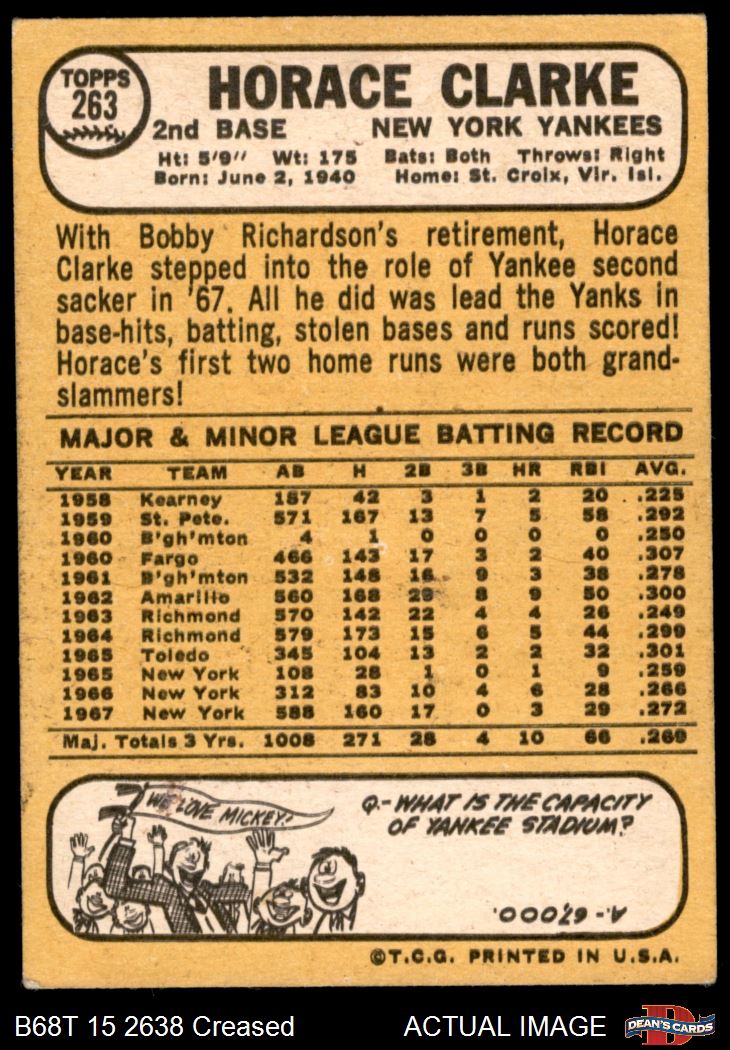 TOPPS
263
HORACE CLARKE
2nd BASE NEW YORK YANKEES
Ht: 5'9" Wt: 175 Bats: Both Throws: Right
Born: June 2, 1940 Home: St. Croix, Vir. Isl.
With Bobby Richardson's retirement, Horace
Clarke stepped into the role of Yankee second
sacker in '67. All he did was lead the Yanks in
base-hits, batting, stolen bases and runs scored!
Horace's first two home runs were both grand-
slammers!
MAJOR & MINOR LEAGUE BATTING RECORD
YEAR TEAM AB H 2B 3B HR RBI AVG.
1958 Kearney 187 42 3 1 2 20 .225
1959 St. Pete. 571 167 13 7 5 58 .292
1960 B'gh'mton 4 1 0 0 0 0 .250
1960 Fargo 466 143 17 3 2 40 .307
1961 B'gh'mton 532 148 16 9 3 38 .278
1962 Amarillo 560 168 29 8 9 50 .300
1963 Richmond 570 142 22 4 4 26 .249
1964 Richmond 579 173 15 6 5 44 .299
1965 Toledo 345 104 13 2 2 32 .301
1965 New York 108 28 1 0 1 9 .259
1966 New York 312 83 10 4 6 28 .266
1967 New York 588 160 17 0 3 29 .272
Maj. Totals 3 Yrs. 1008 271 28 4 10 66 .269
WE LOVE MICKEY!
Q.-WHAT IS THE CAPACITY
OF YANKEE STADIUM?
A.- 67,000.
©T.C.G. PRINTED IN U.S.A.
B68T 15 2638 Creased ACTUAL IMAGE
DEAN'S CARDS